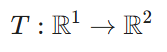 T : ℝ¹ → ℝ²